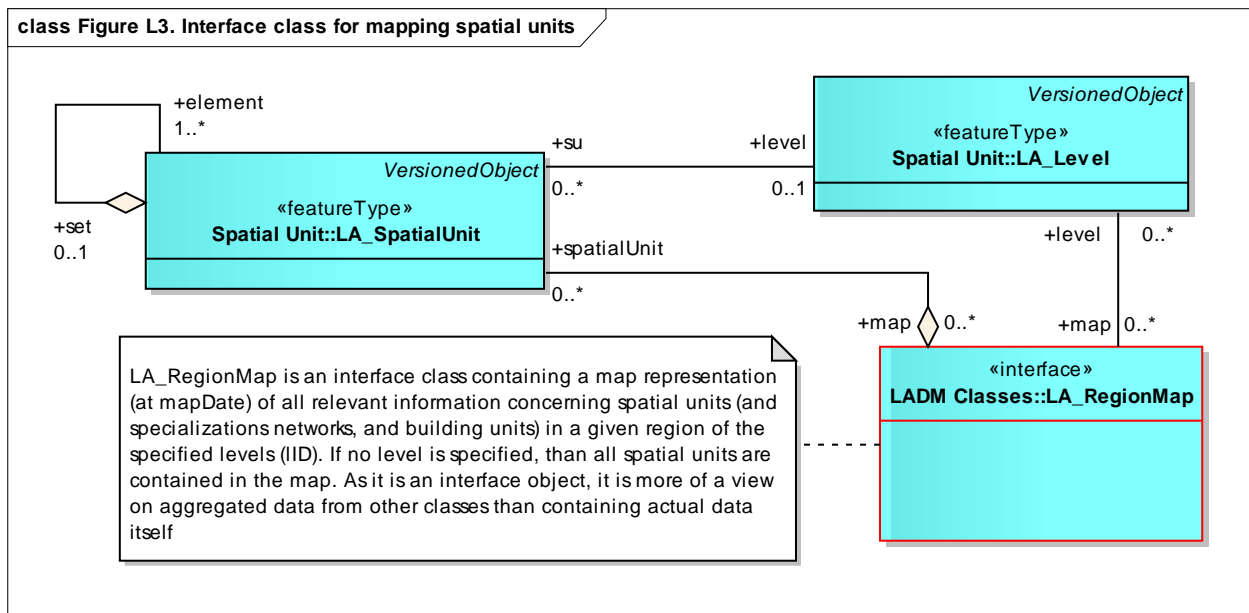 class Figure L3. Interface class for mapping spatial units
+element
1..*
+set
0..1
VersionedObject
«featureType»
Spatial Unit::LA_SpatialUnit
+su
0..*
+level
0..1
VersionedObject
«featureType»
Spatial Unit::LA_Level
+spatialUnit
0..*
+level
0..*
+map
0..*
+map
0..*
«interface»
LADM Classes::LA_RegionMap
LA_RegionMap is an interface class containing a map representation
(at mapDate) of all relevant information concerning spatial units (and
specializations networks, and building units) in a given region of the
specified levels (lID). If no level is specified, than all spatial units are
contained in the map. As it is an interface object, it is more of a view
on aggregated data from other classes than containing actual data
itself